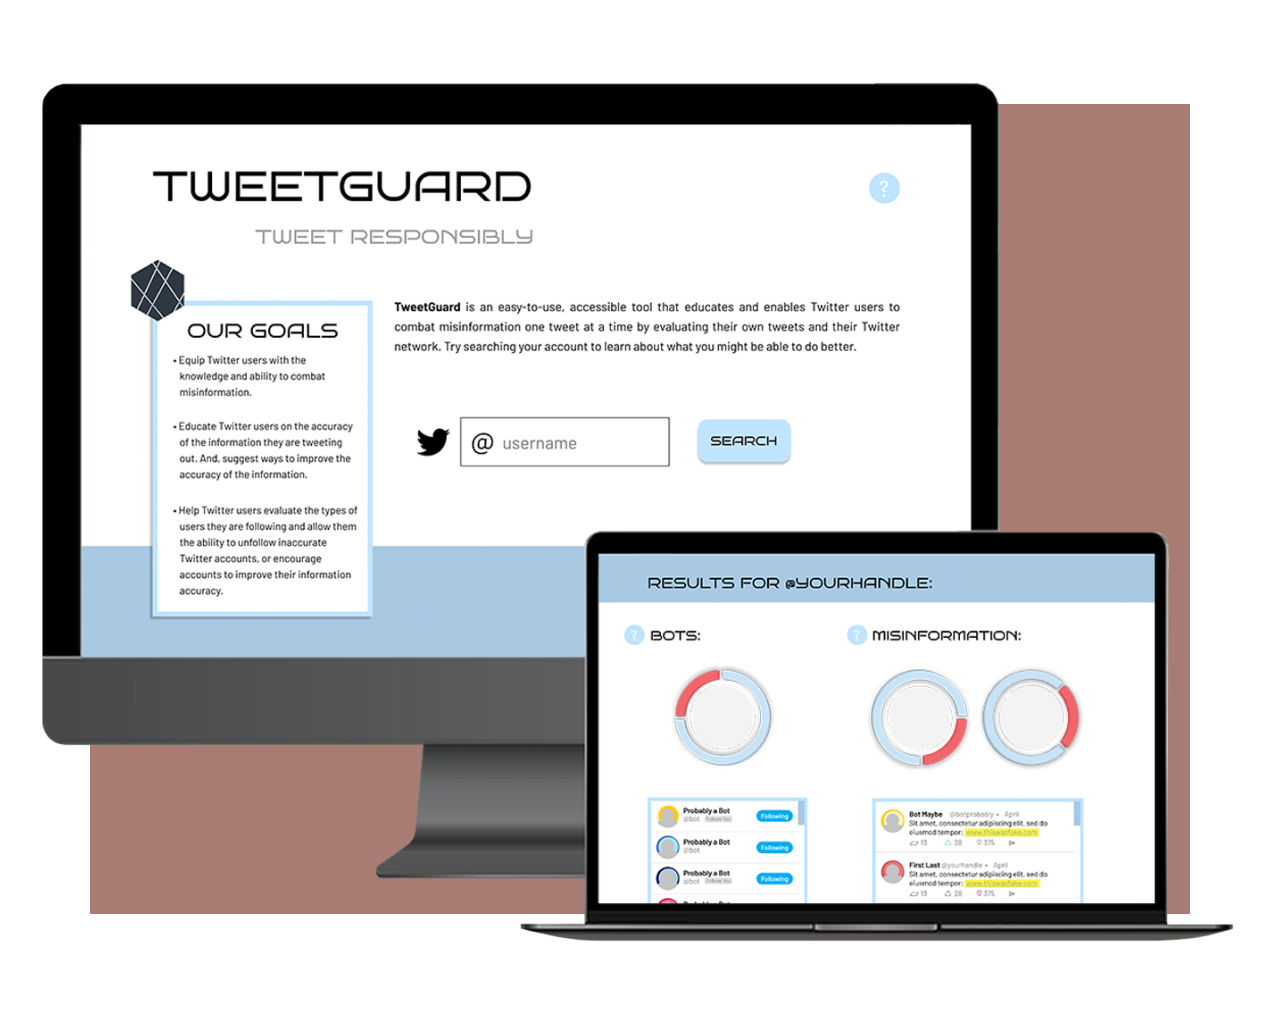 TWEETGUARD
?
TWEET RESPONSIBLY
OUR GOALS
• Equip Twitter users with the
knowledge and ability to combat
misinformation.
• Educate Twitter users on the accuracy
of the information they are tweeting
out. And, suggest ways to improve the
accuracy of the information.
• Help Twitter users evaluate the types of
users they are following and allow them
the ability to unfollow inaccurate
Twitter accounts, or encourage
accounts to improve their information
accuracy.
TweetGuard is an easy-to-use, accessible tool that educates and enables Twitter users to
combat misinformation one tweet at a time by evaluating their own tweets and their Twitter
network. Try searching your account to learn about what you might be able to do better.
@ username
SEARCH
RESULTS FOR @YOURHANDLE:
? BOTS:
? MISINFORMATION:
Probably a Bot
@bot Follows You
Following
Probably a Bot
@bot
Following
Probably a Bot
@bot Follows You
Following
Bot Maybe @botprobably • April
Sit amet, consectetur adipiscing elit, sed do
eiusmod tempor: www.thiswasfake.com
13 28 375
First Last @yourhandle • April
Sit amet, consectetur adipiscing elit, sed do
eiusmod tempor: www.thiswasfake.com
13 28 375